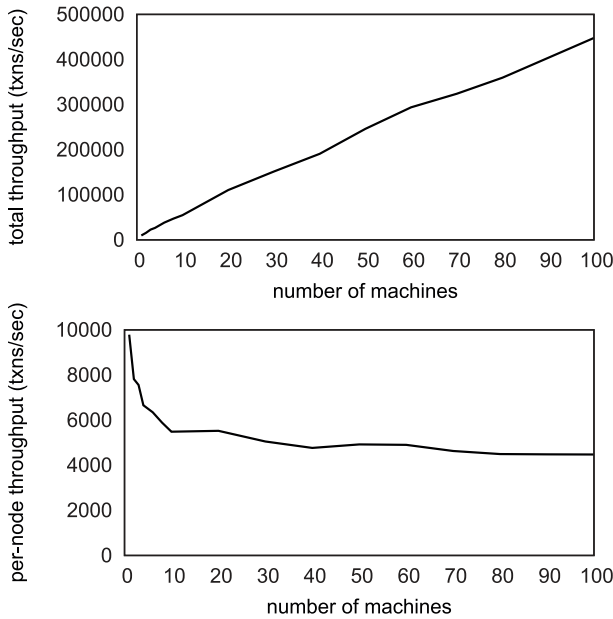 total throughput (txns/sec)
500000
400000
300000
200000
100000
0
0 10 20 30 40 50 60 70 80 90 100
number of machines
per-node throughput (txns/sec)
10000
8000
6000
4000
2000
0
0 10 20 30 40 50 60 70 80 90 100
number of machines